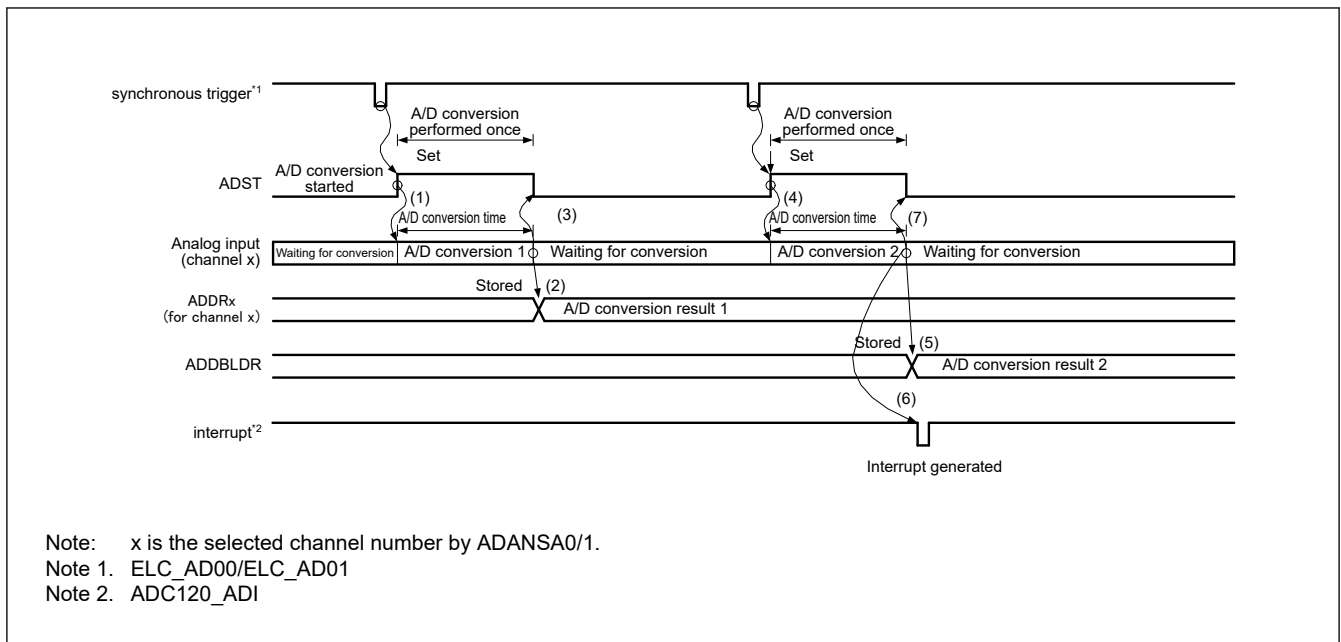 synchronous trigger*1
A/D conversion
performed once
A/D conversion
performed once
Set
Set
ADST
A/D conversion
started
(1)
(3)
(4)
(7)
A/D conversion time
A/D conversion time
Analog input
(channel x)
Waiting for conversion
A/D conversion 1
Waiting for conversion
A/D conversion 2
Waiting for conversion
Stored
(2)
ADDRx
(for channel x)
A/D conversion result 1
Stored
(5)
ADDBLDR
A/D conversion result 2
(6)
interrupt*2
Interrupt generated
Note: x is the selected channel number by ADANSA0/1.
Note 1. ELC_AD00/ELC_AD01
Note 2. ADC120_ADI